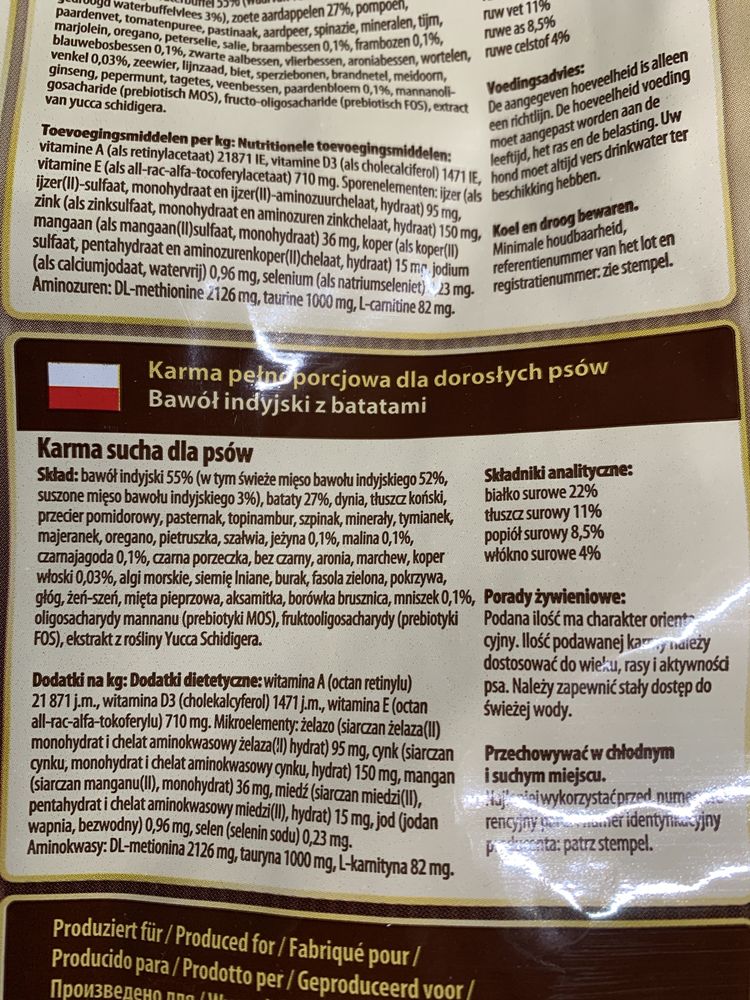 gedroogd waterbuffelvlees 3%), zoete aardappelen 27%, pompoen,
paardenvet, tomatenpuree, pastinaak, aardpeer, spinazie, mineralen, tijm,
marjolein, oregano, peterselie, salie, braambessen 0,1%, frambozen 0,1%,
blauwebosbessen 0,1%, zwarte aalbessen, vlierbessen, aroniabessen, wortelen,
venkel 0,03%, zeewier, lijnzaad, biet, sperziebonen, brandnetel, meidoorn,
ginseng, pepermunt, tagetes, veenbessen, paardenbloem 0,1%, mannanoli-
gosacharide (prebiotisch MOS), fructo-oligosacharide (prebiotisch FOS), extract
van yucca schidigera.
Toevoegingsmiddelen per kg: Nutritionele toevoegingsmiddelen:
vitamine A (als retinylacetaat) 21871 IE, vitamine D3 (als cholecalciferol) 1471 IE,
vitamine E (als all-rac-alfa-tocoferylacetaat) 710 mg. Sporenelementen: ijzer (als
ijzer(II)-sulfaat, monohydraat en ijzer(II)-aminozuurchelaat, hydraat) 95 mg,
zink (als zinksulfaat, monohydraat en aminozuren zinkchelaat, hydraat) 150 mg,
mangaan (als mangaan(II)sulfaat, monohydraat) 36 mg, koper (als koper(II)
sulfaat, pentahydraat en aminozurenkoper(II)chelaat, hydraat) 15 mg, jodium
(als calciumjodaat, watervrij) 0,96 mg, selenium (als natriumseleniet) 23 mg.
Aminozuren: DL-methionine 2126 mg, taurine 1000 mg, L-carnitine 82 mg.
ruw vet 11%
ruwe as 8,5%
ruwe celstof 4%
Voedingsadvies:
De aangegeven hoeveelheid is alleen
een richtlijn. De hoeveelheid voeding
moet aangepast worden aan de
leeftijd, het ras en de belasting. Uw
hond moet altijd vers drinkwater ter
beschikking hebben.
Koel en droog bewaren.
Minimale houdbaarheid,
referentienummer van het lot en
registratienummer: zie stempel.
Karma pełnoporcjowa dla dorosłych psów
Bawół indyjski z batatami
Karma sucha dla psów
Skład: bawół indyjski 55% (w tym świeże mięso bawołu indyjskiego 52%,
suszone mięso bawołu indyjskiego 3%), bataty 27%, dynia, tłuszcz koński,
przecier pomidorowy, pasternak, topinambur, szpinak, minerały, tymianek,
majeranek, oregano, pietruszka, szałwia, jeżyna 0,1%, malina 0,1%,
czarnajagoda 0,1%, czarna porzeczka, bez czarny, aronia, marchew, koper
włoski 0,03%, algi morskie, siemię lniane, burak, fasola zielona, pokrzywa,
głóg, żeń-szeń, mięta pieprzowa, aksamitka, borówka brusznica, mniszek 0,1%,
oligosacharydy mannanu (prebiotyki MOS), fruktooligosacharydy (prebiotyki
FOS), ekstrakt z rośliny Yucca Schidigera.
Dodatki na kg: Dodatki dietetyczne: witamina A (octan retinylu)
21 871 j.m., witamina D3 (cholekalcyferol) 1471 j.m., witamina E (octan
all-rac-alfa-tokoferylu) 710 mg. Mikroelementy: żelazo (siarczan żelaza(II)
monohydrat i chelat aminokwasowy żelaza(II) hydrat) 95 mg, cynk (siarczan
cynku, monohydrat i chelat aminokwasowy cynku, hydrat) 150 mg, mangan
(siarczan manganu(II), monohydrat) 36 mg, miedź (siarczan miedzi(II),
pentahydrat i chelat aminokwasowy miedzi(II), hydrat) 15 mg, jod (jodan
wapnia, bezwodny) 0,96 mg, selen (selenin sodu) 0,23 mg.
Aminokwasy: DL-metionina 2126 mg, tauryna 1000 mg, L-karnityna 82 mg.
Składniki analityczne:
białko surowe 22%
tłuszcz surowy 11%
popiół surowy 8,5%
włókno surowe 4%
Porady żywieniowe:
Podana ilość ma charakter orienta-
cyjny. Ilość podawanej karmy należy
dostosować do wieku, rasy i aktywności
psa. Należy zapewnić stały dostęp do
świeżej wody.
Przechowywać w chłodnym
i suchym miejscu.
Najlepiej wykorzystać przed, numer
rencyjny numer identyfikacyjny
producenta: patrz stempel.
Produziert für / Produced for / Fabriqué pour /
Producido para / Prodotto per / Geproduceerd voor /
Произведено для /